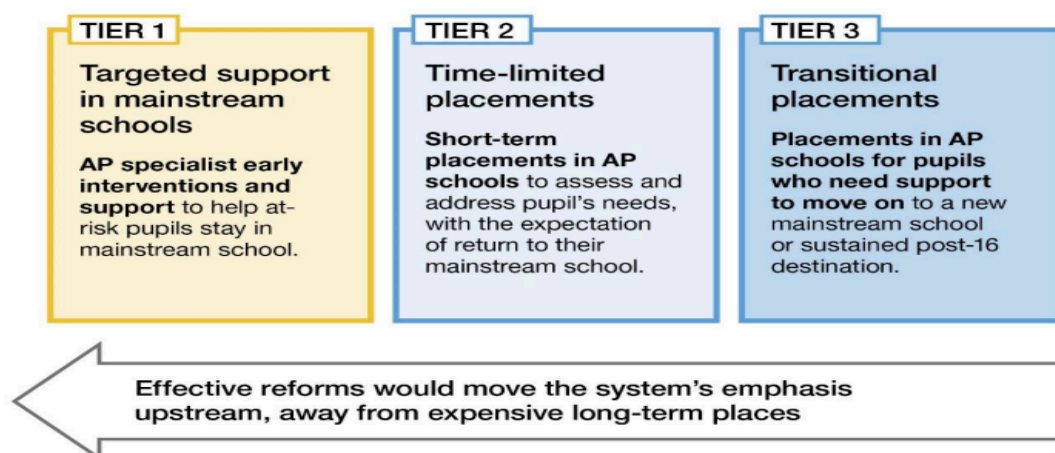 TIER 1
Targeted support
in mainstream
schools
AP specialist early
interventions and
support to help at-
risk pupils stay in
mainstream school.
TIER 2
Time-limited
placements
Short-term
placements in AP
schools to assess and
address pupil's needs,
with the expectation
of return to their
mainstream school.
TIER 3
Transitional
placements
Placements in AP
schools for pupils
who need support
to move on to a new
mainstream school
or sustained post-16
destination.
Effective reforms would move the system's emphasis
upstream, away from expensive long-term places